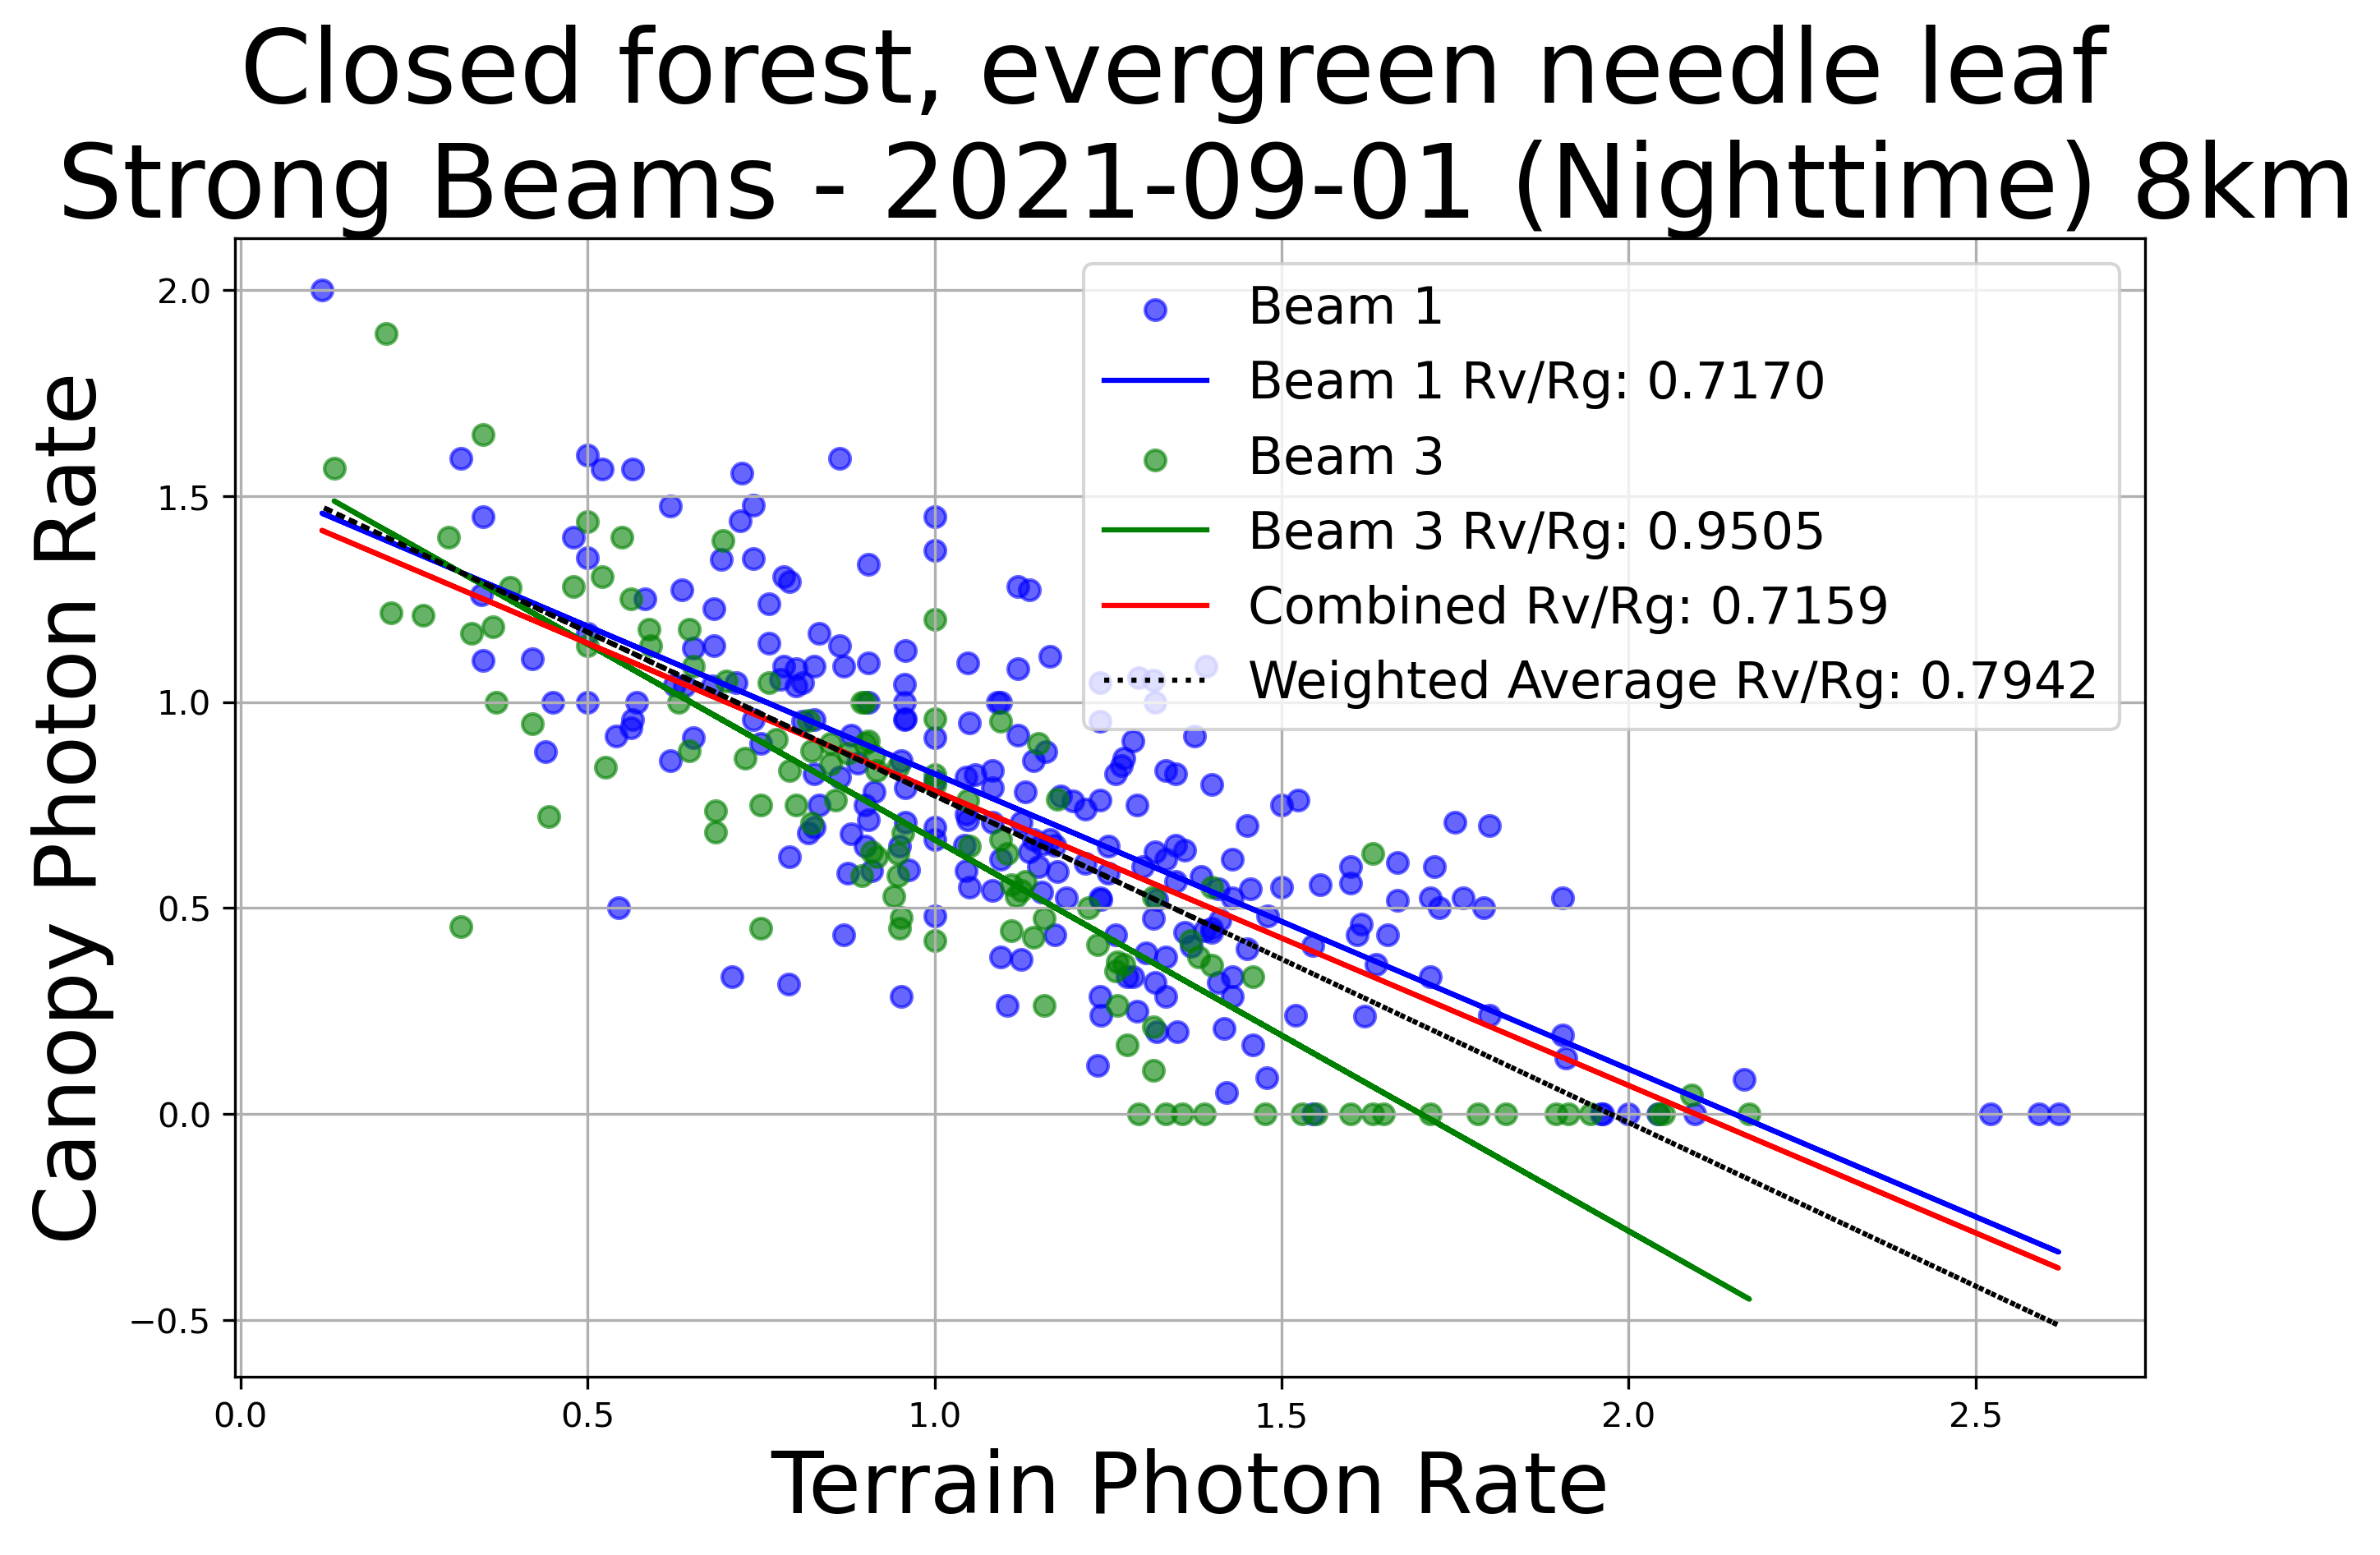 Closed forest, evergreen needle leaf
Strong Beams - 2021-09-01 (Nighttime) 8km
Canopy Photon Rate
2.0
1.5
1.0
0.5
0.0
−0.5
Beam 1
Beam 1 Rv/Rg: 0.7170
Beam 3
Beam 3 Rv/Rg: 0.9505
Combined Rv/Rg: 0.7159
Weighted Average Rv/Rg: 0.7942
0.0 0.5 1.0 1.5 2.0 2.5
Terrain Photon Rate